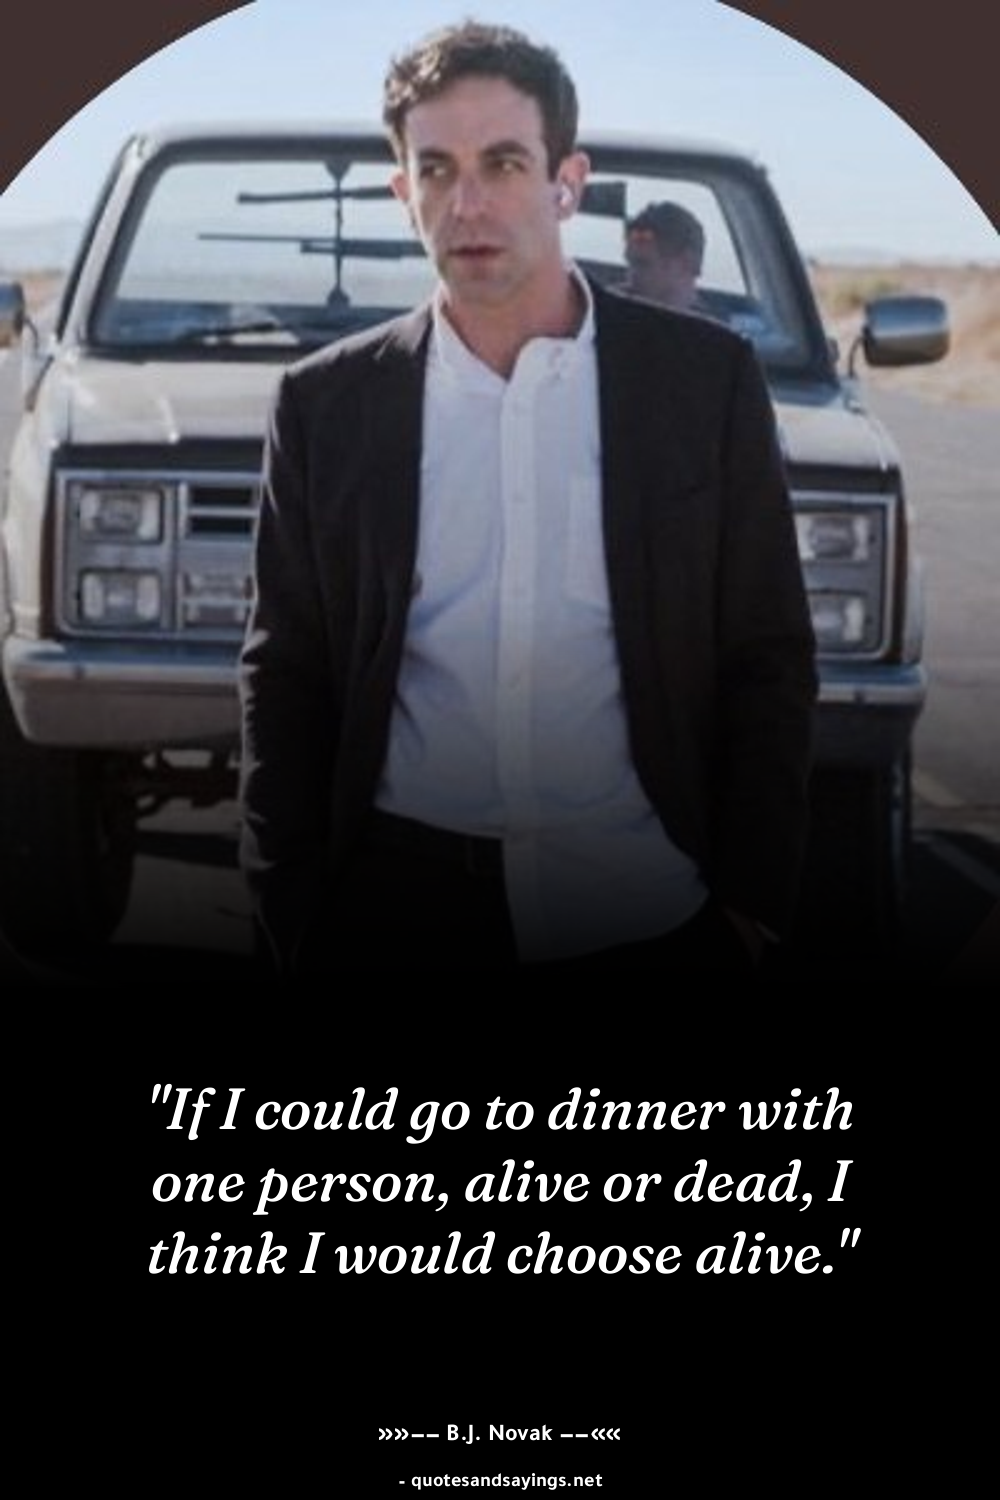 "If I could go to dinner with
one person, alive or dead, I
think I would choose alive."
»»—— B.J. Novak ——««
- quotesandsayings.net